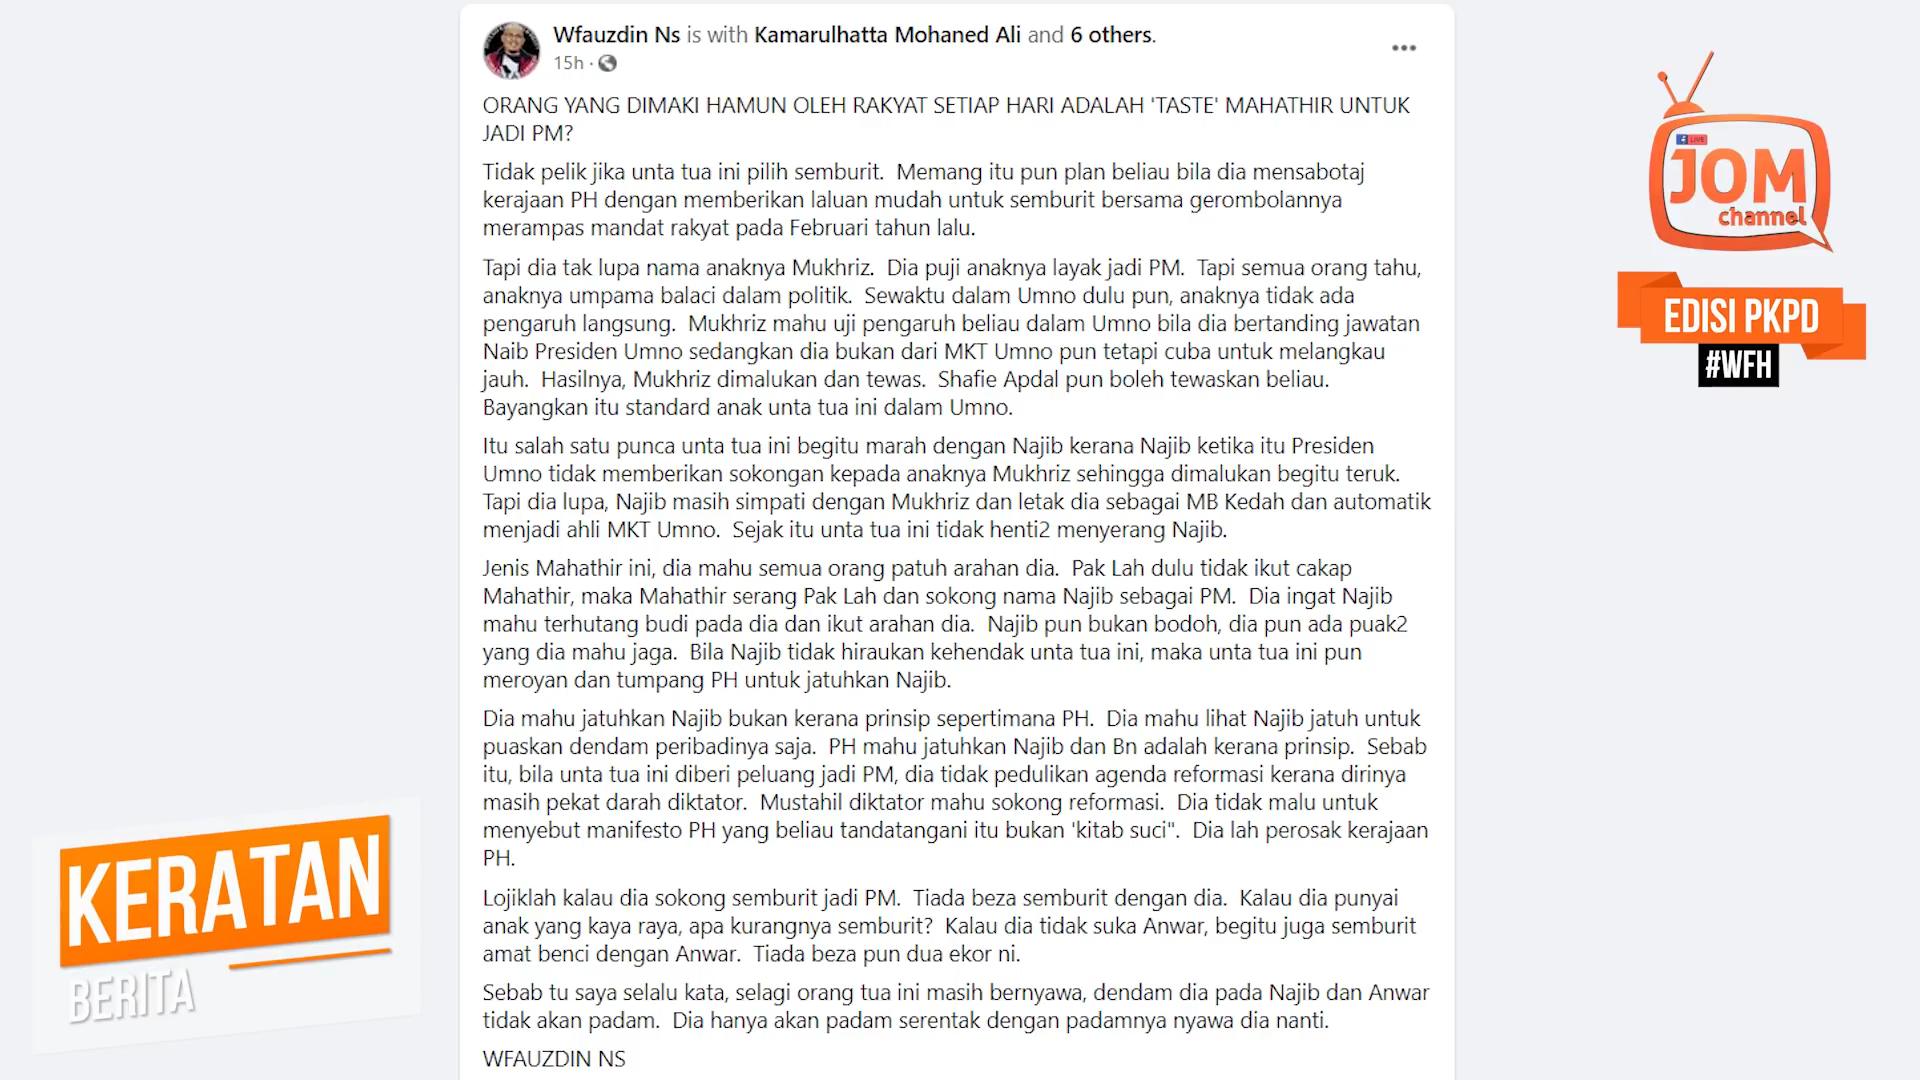 Wfauzdin Ns is with Kamarulhatta Mohaned Ali and 6 others.
15h ·
ORANG YANG DIMAKI HAMUN OLEH RAKYAT SETIAP HARI ADALAH 'TASTE' MAHATHIR UNTUK
JADI PM?
Tidak pelik jika unta tua ini pilih semburit.  Memang itu pun plan beliau bila dia mensabotaj
kerajaan PH dengan memberikan laluan mudah untuk semburit bersama gerombolannya
merampas mandat rakyat pada Februari tahun lalu.
Tapi dia tak lupa nama anaknya Mukhriz.  Dia puji anaknya layak jadi PM.  Tapi semua orang tahu,
anaknya umpama balaci dalam politik.  Sewaktu dalam Umno dulu pun, anaknya tidak ada
pengaruh langsung.  Mukhriz mahu uji pengaruh beliau dalam Umno bila dia bertanding jawatan
Naib Presiden Umno sedangkan dia bukan dari MKT Umno pun tetapi cuba untuk melangkau
jauh.  Hasilnya, Mukhriz dimalukan dan tewas.  Shafie Apdal pun boleh tewaskan beliau.
Bayangkan itu standard anak unta tua ini dalam Umno.
Itu salah satu punca unta tua ini begitu marah dengan Najib kerana Najib ketika itu Presiden
Umno tidak memberikan sokongan kepada anaknya Mukhriz sehingga dimalukan begitu teruk.
Tapi dia lupa, Najib masih simpati dengan Mukhriz dan letak dia sebagai MB Kedah dan automatik
menjadi ahli MKT Umno.  Sejak itu unta tua ini tidak henti2 menyerang Najib.
Jenis Mahathir ini, dia mahu semua orang patuh arahan dia.  Pak Lah dulu tidak ikut cakap
Mahathir, maka Mahathir serang Pak Lah dan sokong nama Najib sebagai PM.  Dia ingat Najib
mahu terhutang budi pada dia dan ikut arahan dia.  Najib pun bukan bodoh, dia pun ada puak2
yang dia mahu jaga.  Bila Najib tidak hiraukan kehendak unta tua ini, maka unta tua ini pun
meroyan dan tumpang PH untuk jatuhkan Najib.
Dia mahu jatuhkan Najib bukan kerana prinsip sepertimana PH.  Dia mahu lihat Najib jatuh untuk
puaskan dendam peribadinya saja.  PH mahu jatuhkan Najib dan Bn adalah kerana prinsip.  Sebab
itu, bila unta tua ini diberi peluang jadi PM, dia tidak pedulikan agenda reformasi kerana dirinya
masih pekat darah diktator.  Mustahil diktator mahu sokong reformasi.  Dia tidak malu untuk
menyebut manifesto PH yang beliau tandatangani itu bukan 'kitab suci".  Dia lah perosak kerajaan
PH.
Lojiklah kalau dia sokong semburit jadi PM.  Tiada beza semburit dengan dia.  Kalau dia punyai
anak yang kaya raya, apa kurangnya semburit?  Kalau dia tidak suka Anwar, begitu juga semburit
amat benci dengan Anwar.  Tiada beza pun dua ekor ni.
Sebab tu saya selalu kata, selagi orang tua ini masih bernyawa, dendam dia pada Najib dan Anwar
tidak akan padam.  Dia hanya akan padam serentak dengan padamnya nyawa dia nanti.
WFAUZDIN NS
LIVE
JOM
channel
EDISI PKPD
#WFH
KERATAN
BERITA